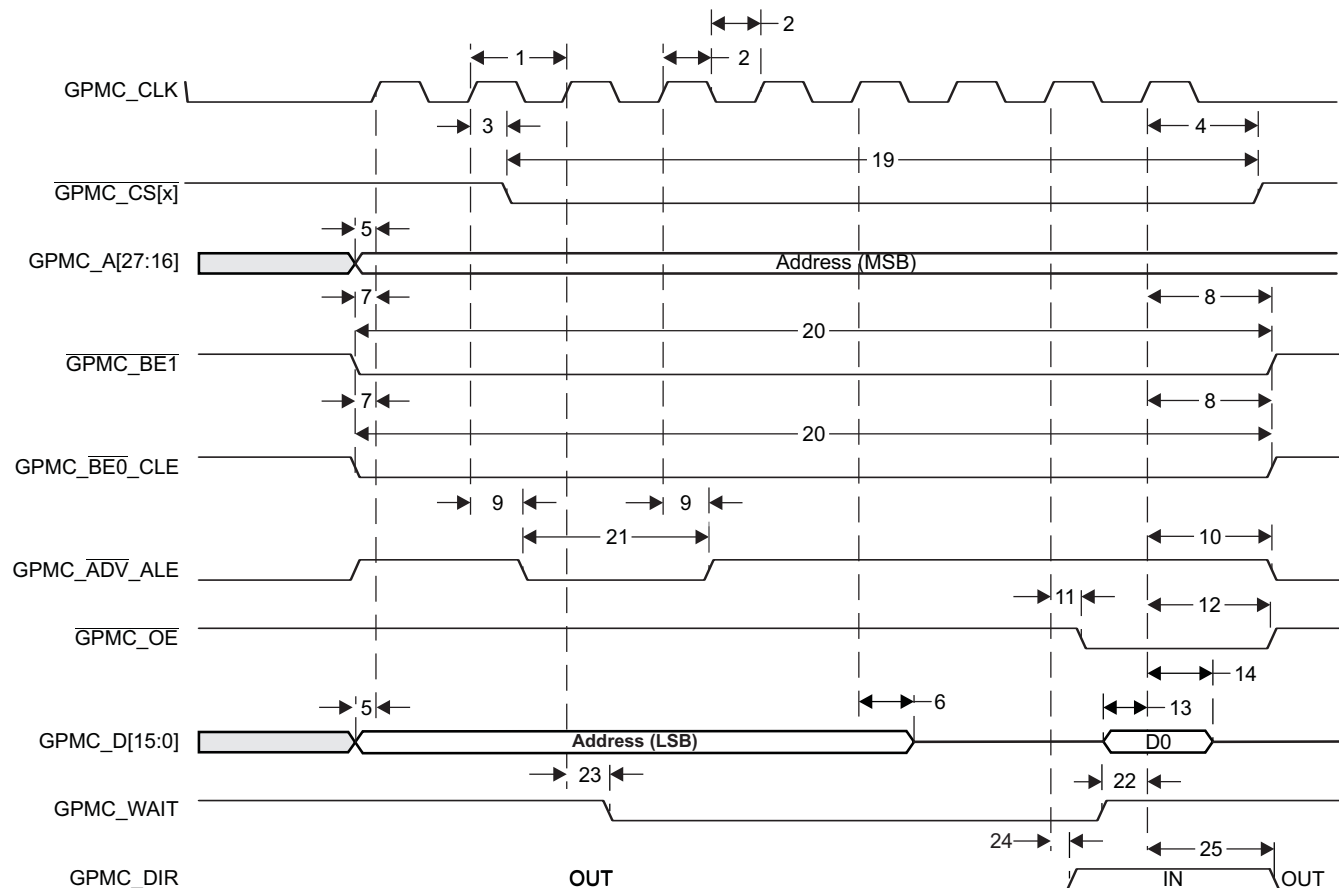 2
1
2
GPMC_CLK
3
4
19
GPMC_CS[x]
5
GPMC_A[27:16]
Address (MSB)
7
8
20
GPMC_BE1
7
8
20
GPMC_BE0_CLE
9
9
21
10
GPMC_ADV_ALE
11
12
GPMC_OE
14
5
6
13
GPMC_D[15:0]
Address (LSB)
D0
23
22
GPMC_WAIT
24
25
GPMC_DIR
OUT
IN
OUT